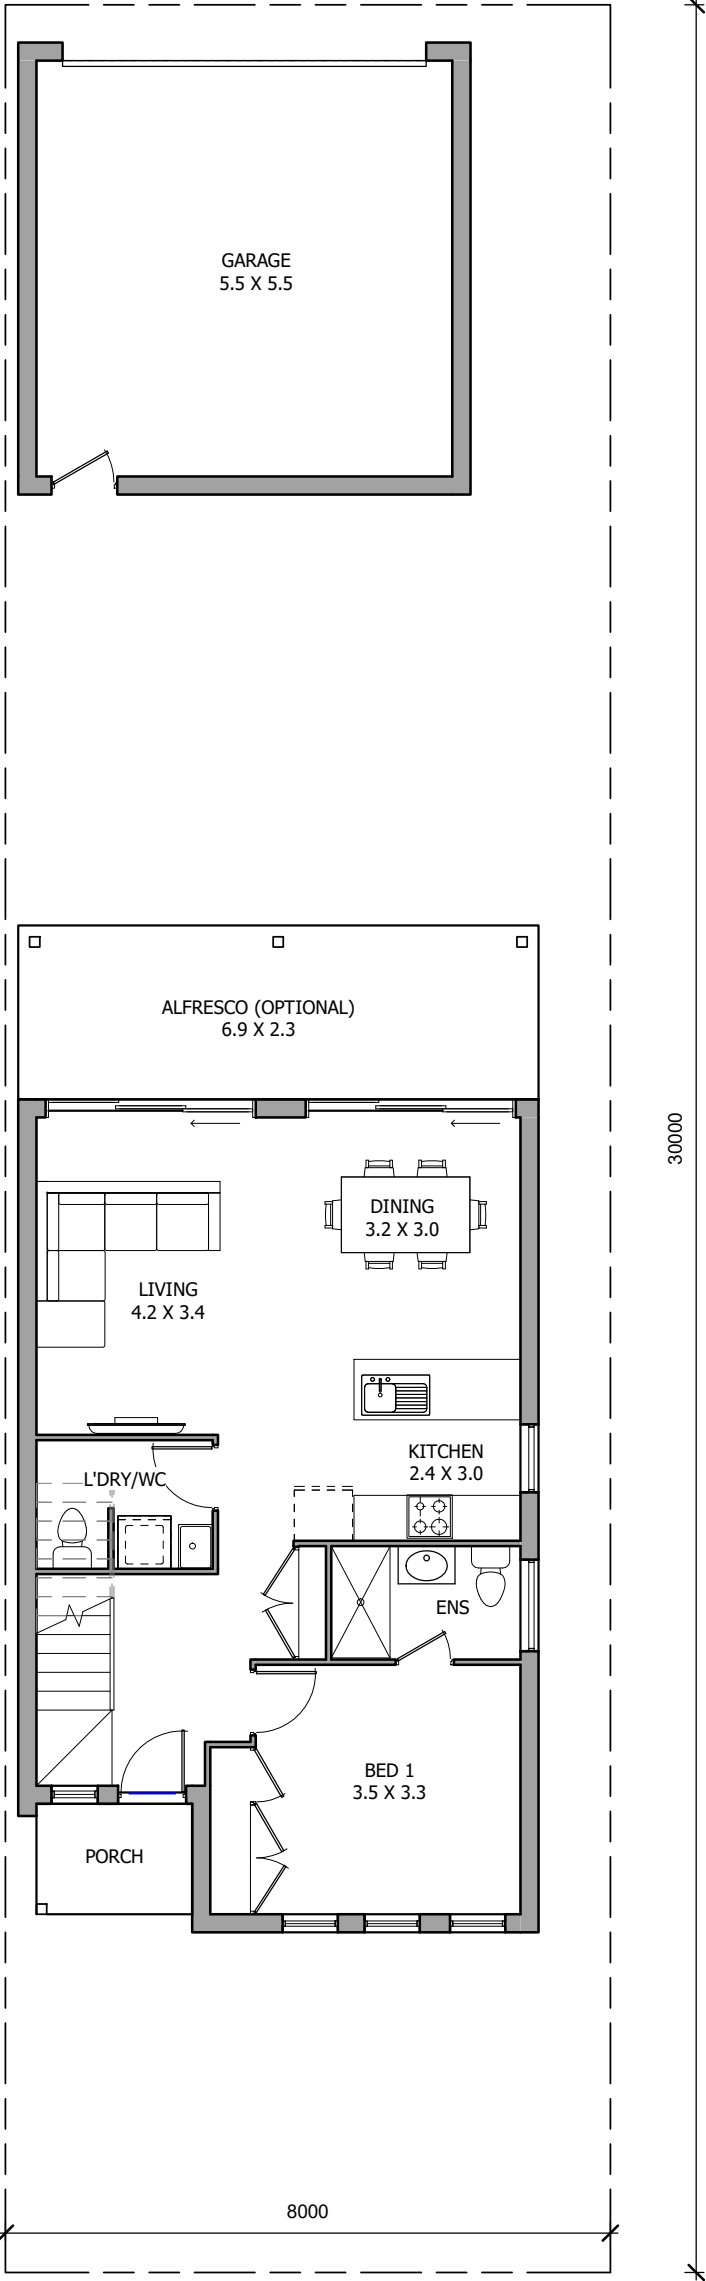 GARAGE
5.5 X 5.5
ALFRESCO (OPTIONAL)
6.9 X 2.3
30000
DINING
3.2 X 3.0
LIVING
4.2 X 3.4
KITCHEN
2.4 X 3.0
L'DRY/WC
ENS
BED 1
3.5 X 3.3
PORCH
8000